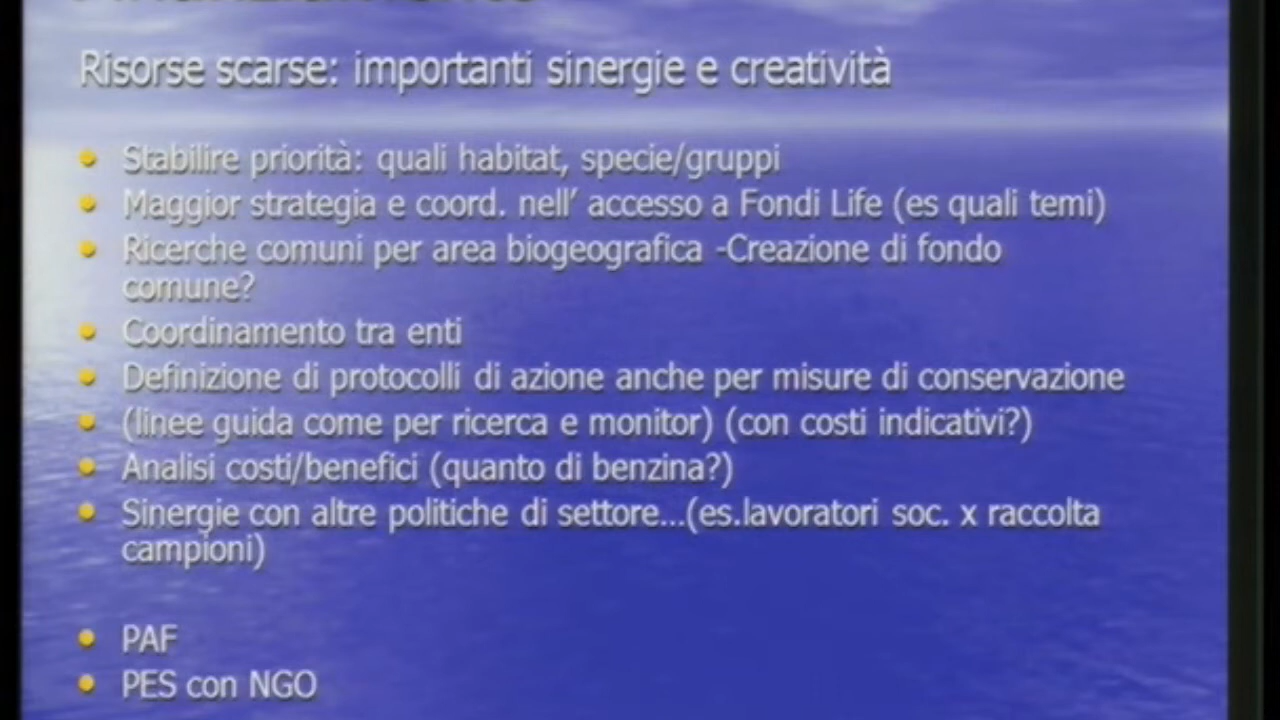 Risorse scarse: importanti sinergie e creatività
Stabilire priorità: quali habitat, specie/gruppi
Maggior strategia e coord. nell' accesso a Fondi Life (es quali temi)
Ricerche comuni per area biogeografica -Creazione di fondo
comune?
Coordinamento tra enti
Definizione di protocolli di azione anche per misure di conservazione
(linee guida come per ricerca e monitor) (con costi indicativi?)
Analisi costi/benefici (quanto di benzina?)
Sinergie con altre politiche di settore...(es.lavoratori soc. x raccolta
campioni)
PAF
PES con NGO